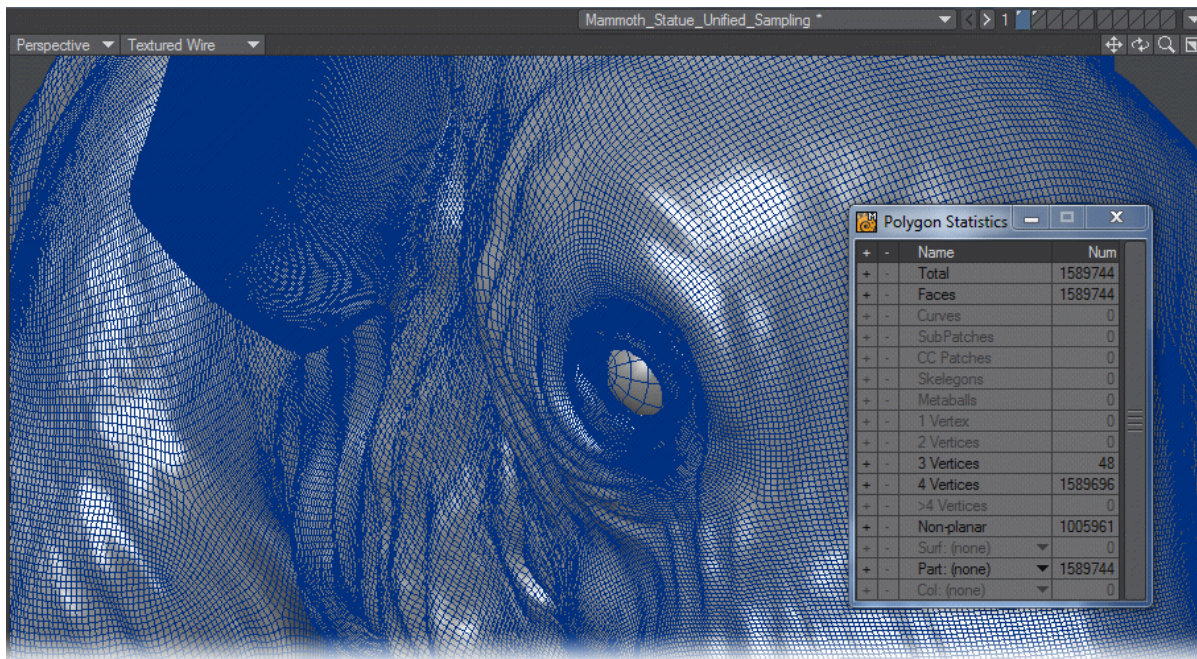 Mammoth_Statue_Unified_Sampling *
1
Perspective
Textured Wire
Polygon Statistics
+ - Name Num
+ - Total 1589744
+ - Faces 1589744
+ - Curves 0
+ - SubPatches 0
+ - CC Patches 0
+ - Skelegons 0
+ - Metaballs 0
+ - 1 Vertex 0
+ - 2 Vertices 0
+ - 3 Vertices 48
+ - 4 Vertices 1589696
+ - >4 Vertices 0
+ - Non-planar 1005961
+ - Surf: (none) 0
+ - Part: (none) 1589744
+ - Col: (none) 0